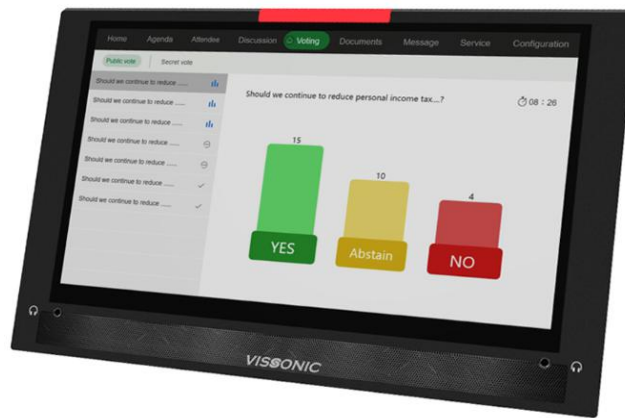 Home Agenda Attendee Discussion Voting Documents Message Service Configuration
Public vote Secret vote
Should we continue to reduce ......
Should we continue to reduce ......
Should we continue to reduce ......
Should we continue to reduce ......
Should we continue to reduce ......
Should we continue to reduce ......
Should we continue to reduce ......
Should we continue to reduce personal income tax...?
08 : 26
15
10
4
YES
Abstain
NO
VISSONIC